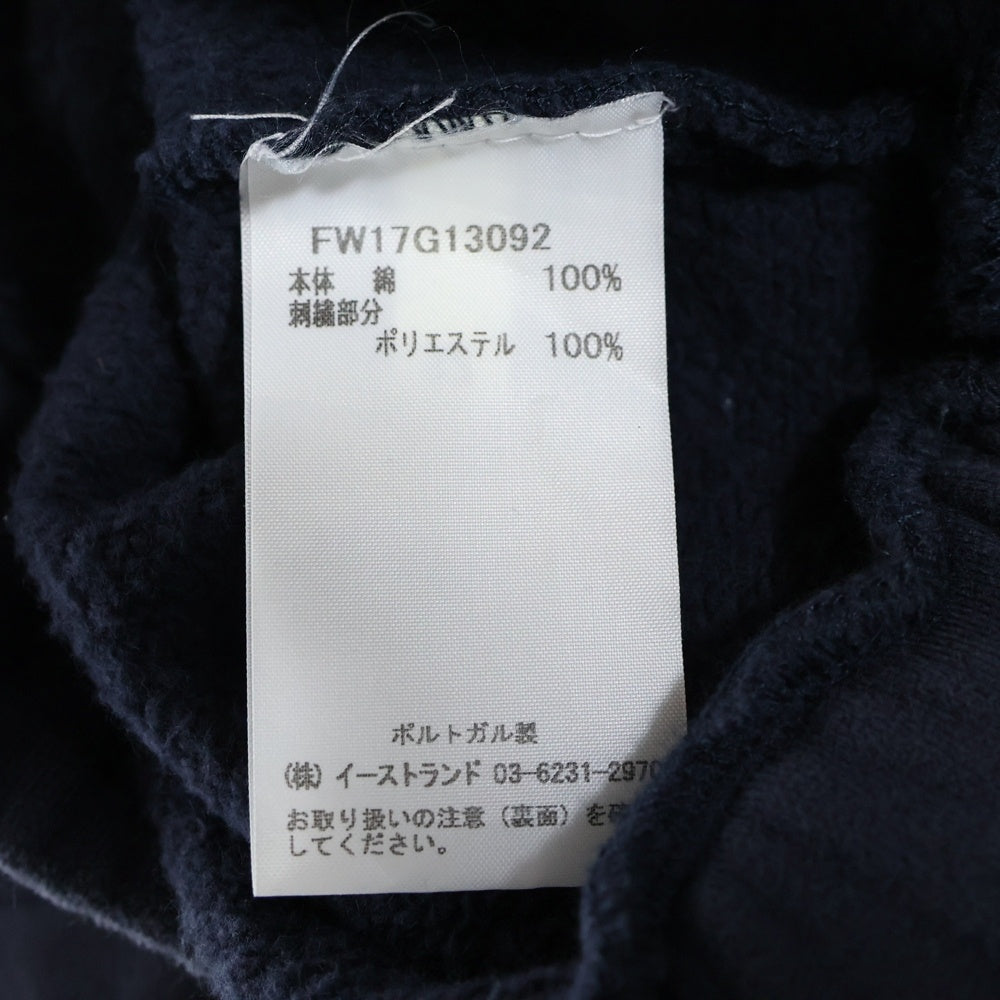 FW17G13092
本体 綿 100%
刺繍部分
ポリエステル 100%
ポルトガル製
(株) イーストランド 03-6231-2970
お取り扱いの注意（裏面）を
してください。